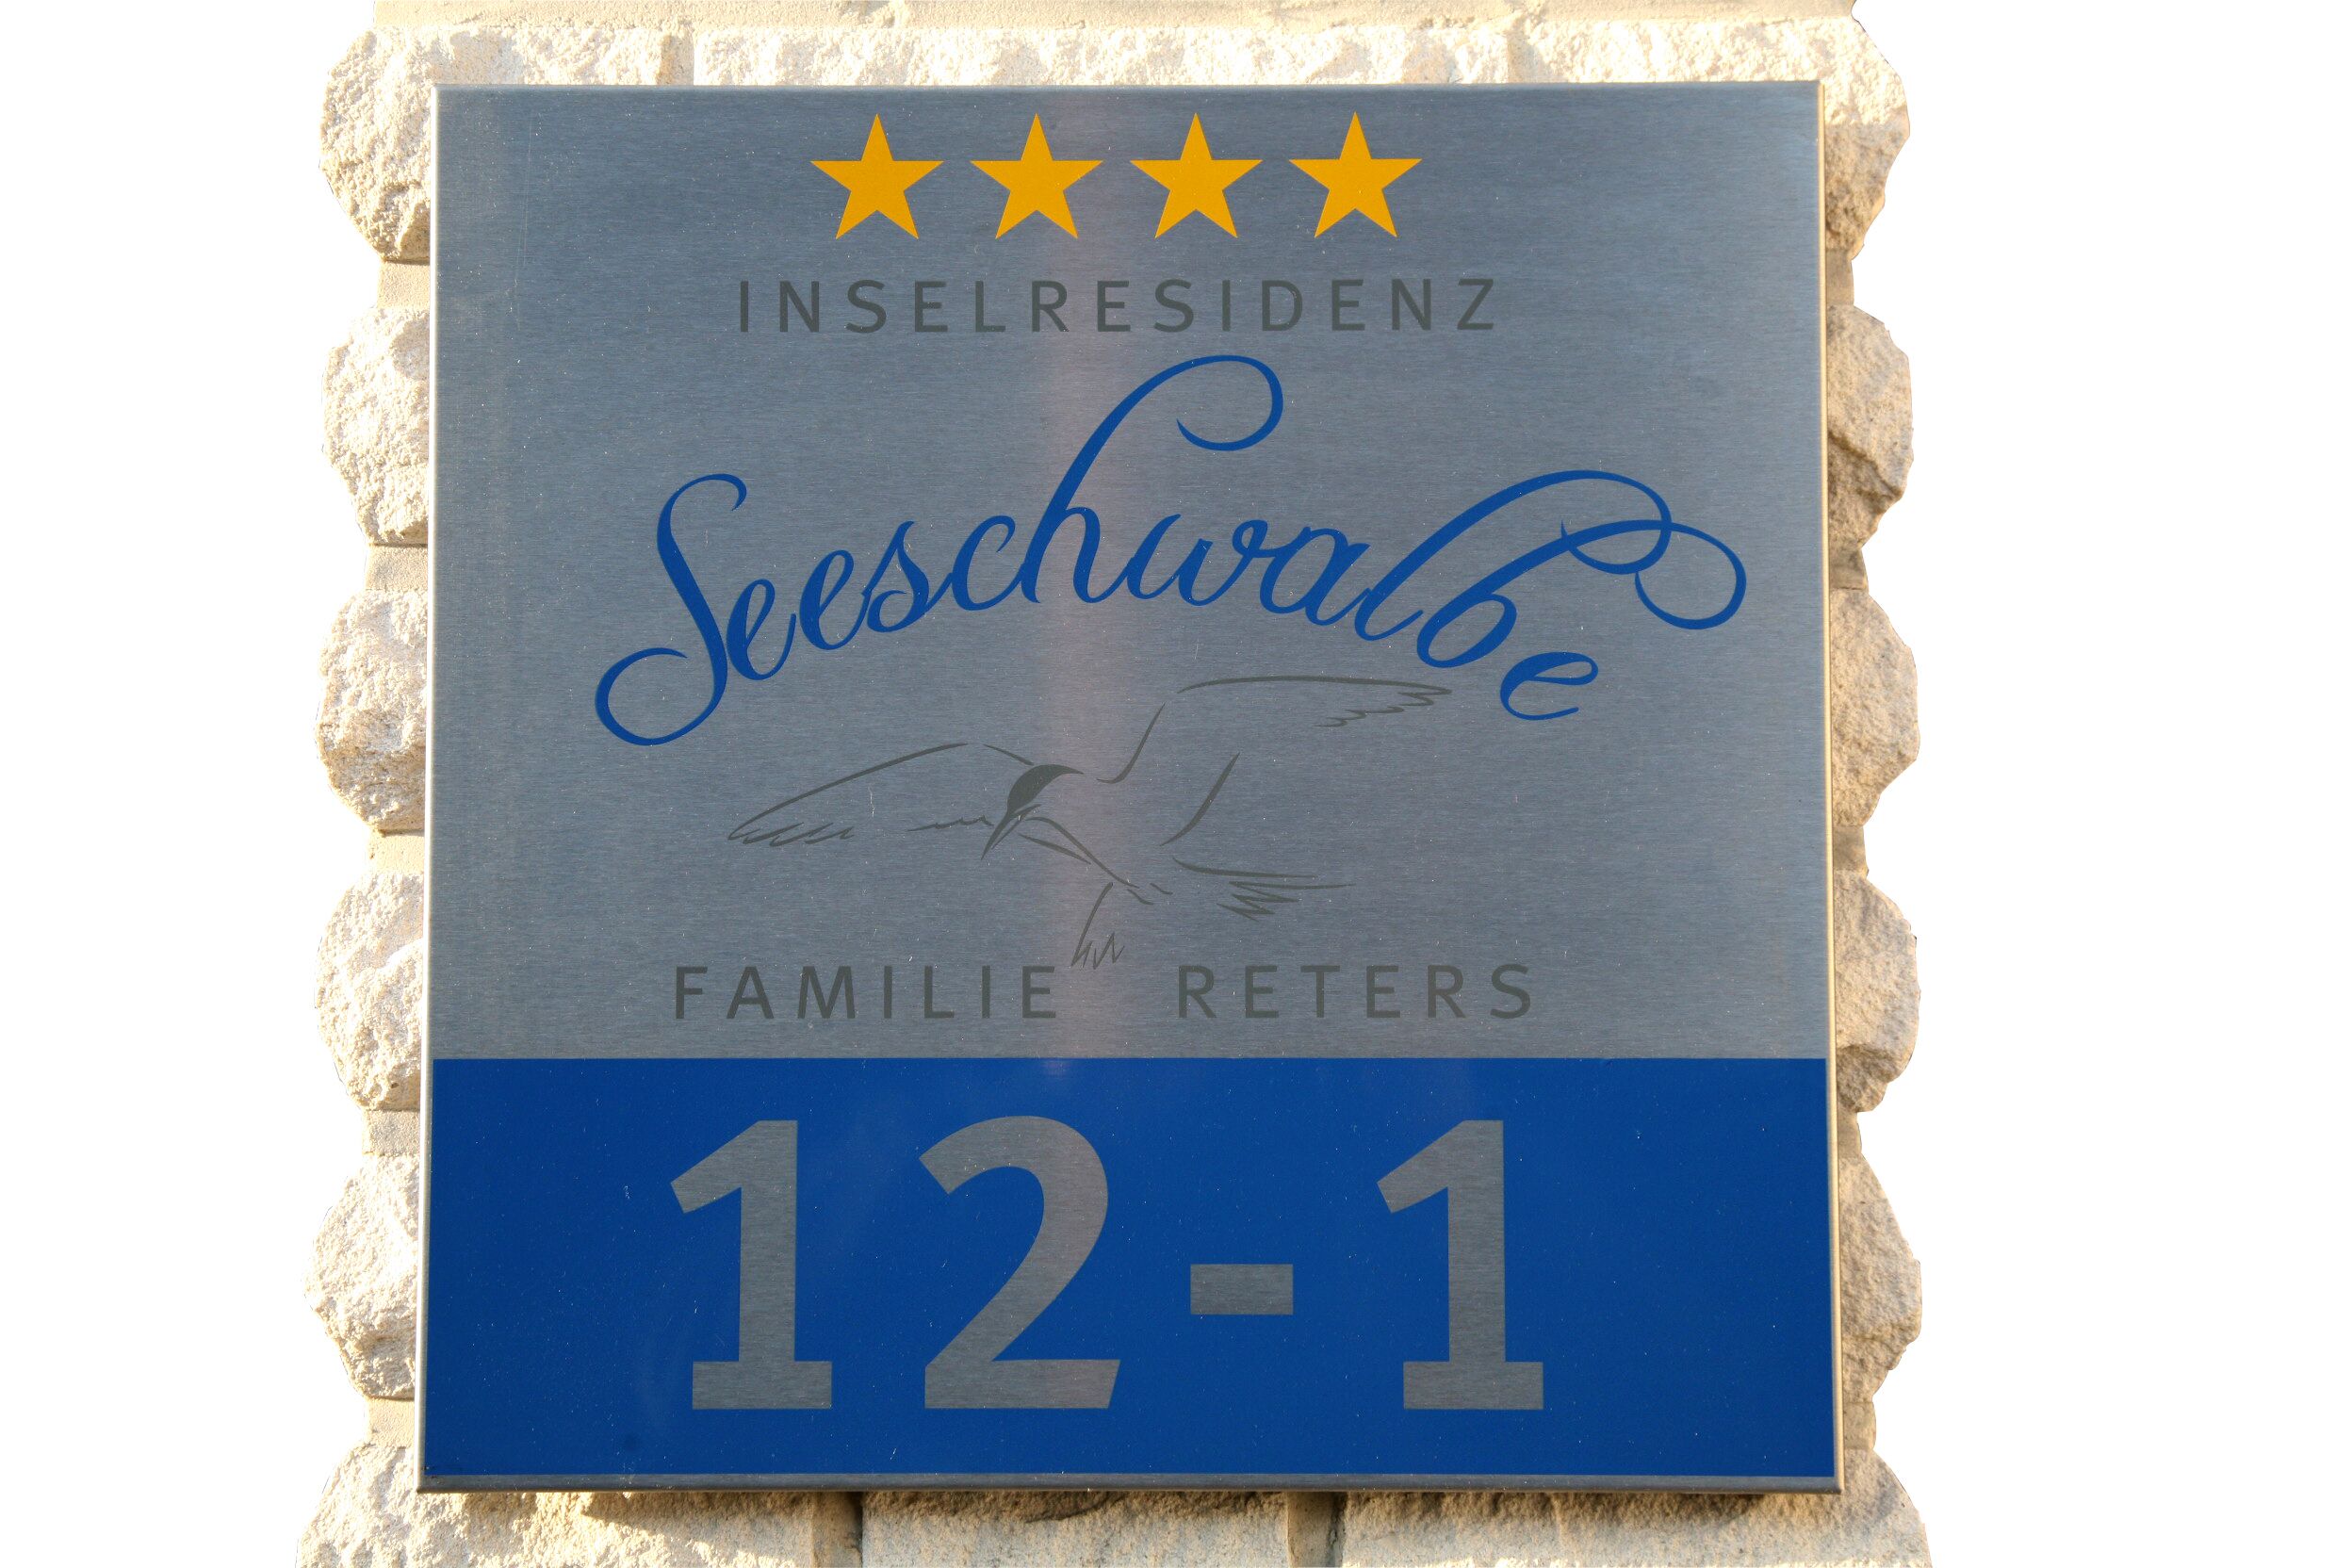 INSELRESIDENZ
Seeschwalbe
FAMILIE RETERS
12-1